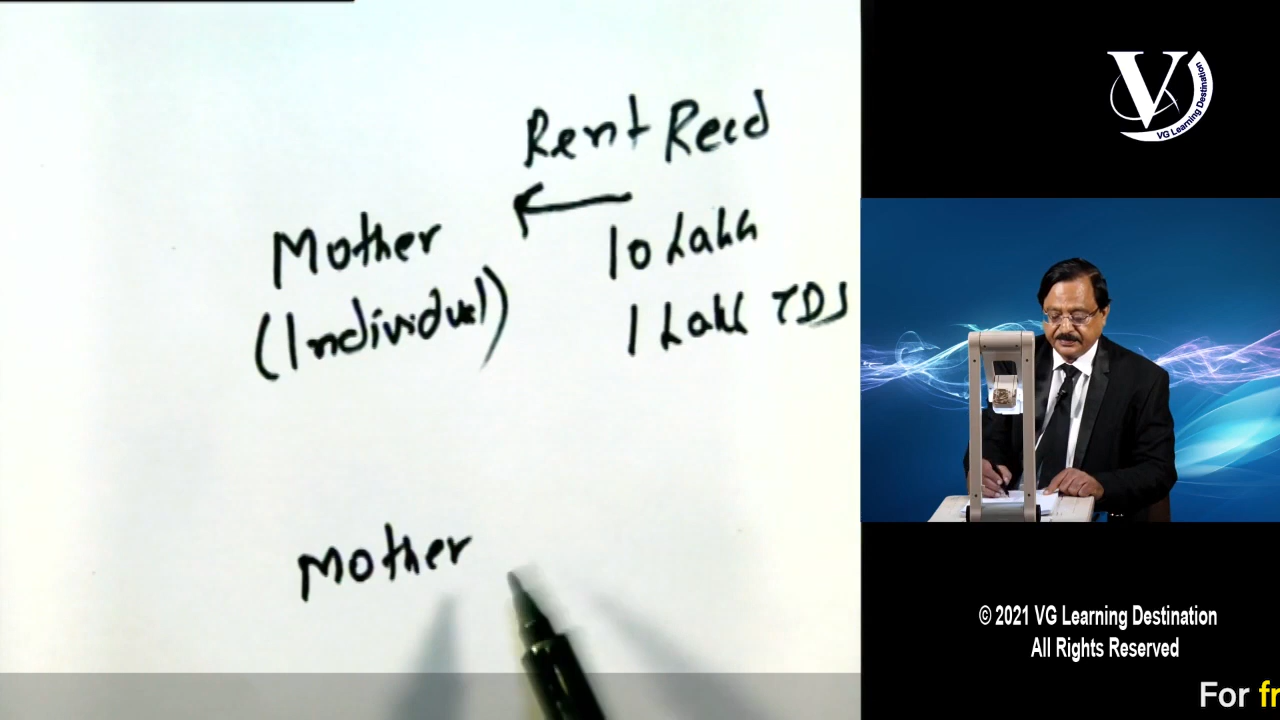 Rent Recd
Mother
10 Lakh
(Individual)
1 Lakh TDS
Mother
V
VG Learning Destination
© 2021 VG Learning Destination
All Rights Reserved
For fr